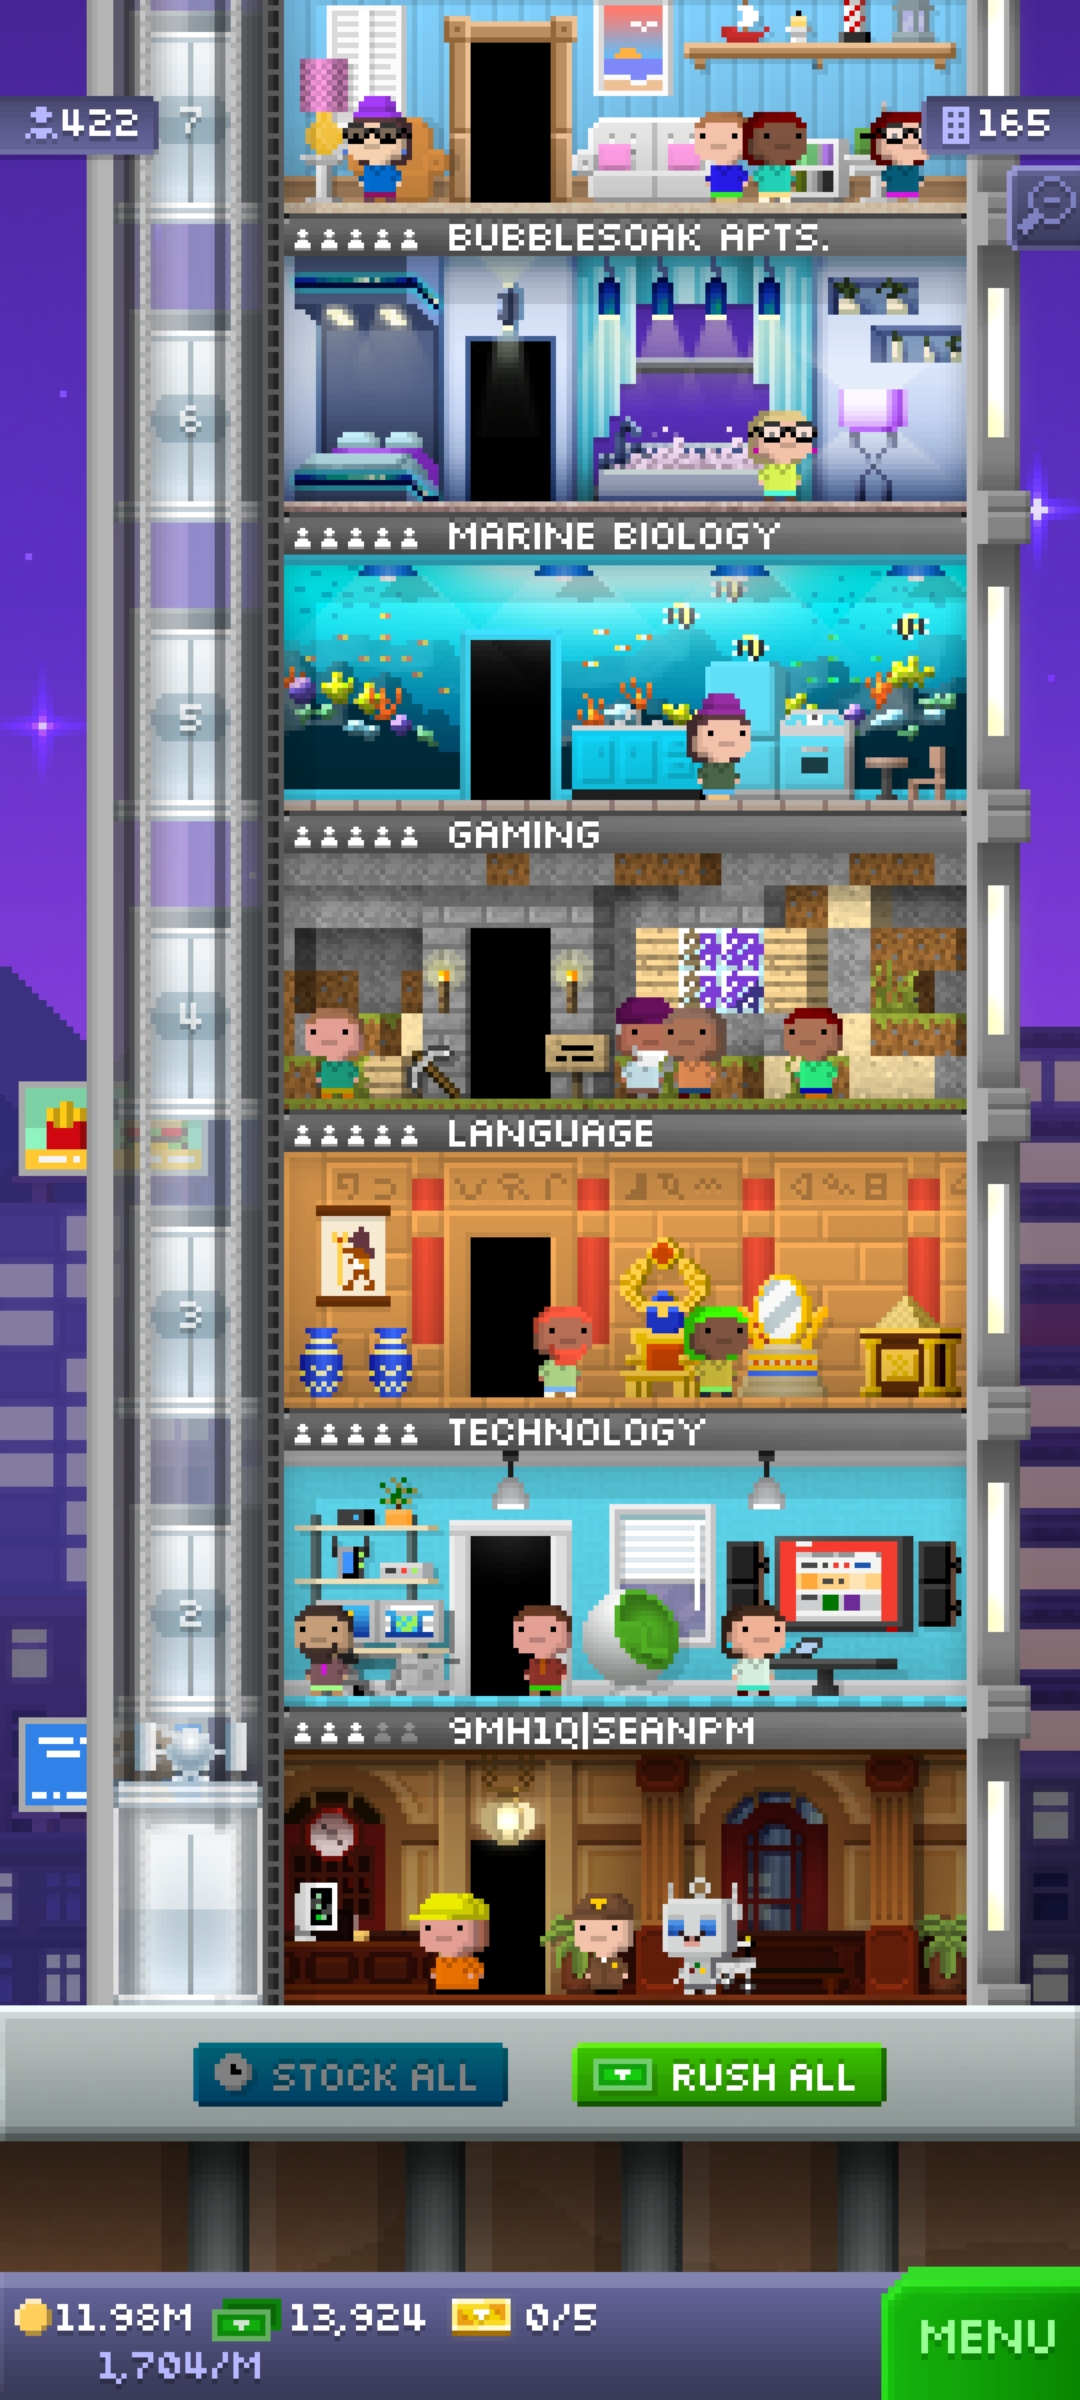 7
422
165
BUBBLESOAK APTS.
6
MARINE BIOLOGY
5
GAMING
4
LANGUAGE
3
TECHNOLOGY
2
9MH1Q|SEANPM
STOCK ALL
RUSH ALL
11.98M
13,924
0/5
1,704/M
MENU